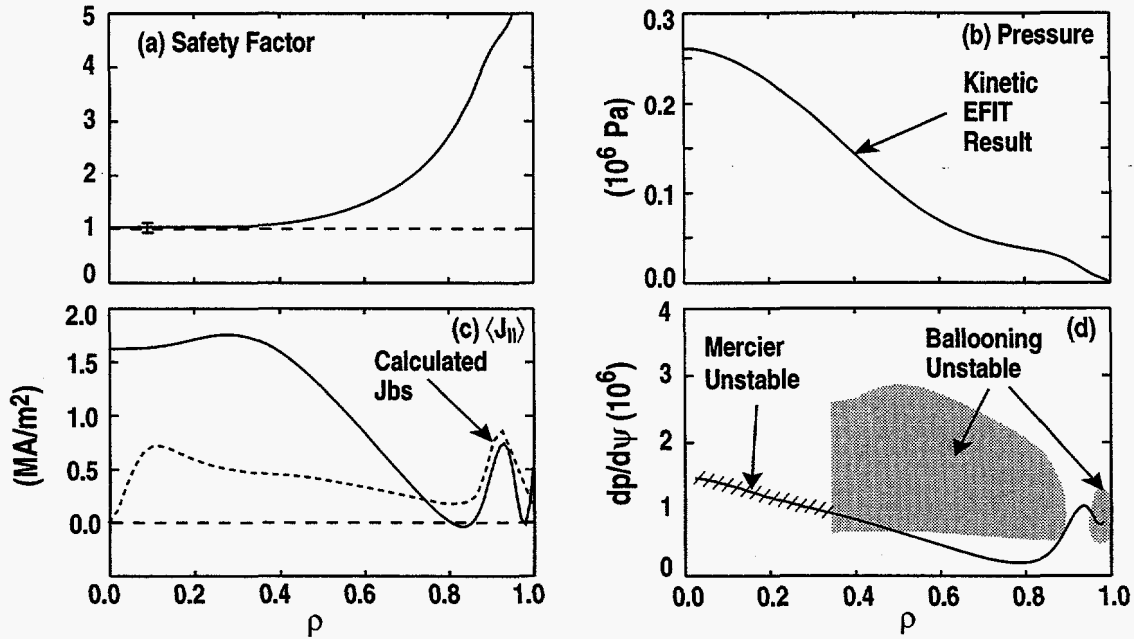 (a) Safety Factor
5
4
3
2
1
0
(b) Pressure
Kinetic
EFIT
Result
(10⁶ Pa)
0.3
0.2
0.1
0.0
(c) ⟨J||⟩
Calculated
Jbs
(MA/m²)
2.0
1.5
1.0
0.5
0.0
0.0 0.2 0.4 0.6 0.8 1.0
ρ
(d)
Mercier
Unstable
Ballooning
Unstable
dp/dψ (10⁶)
4
3
2
1
0
0.0 0.2 0.4 0.6 0.8 1.0
ρ